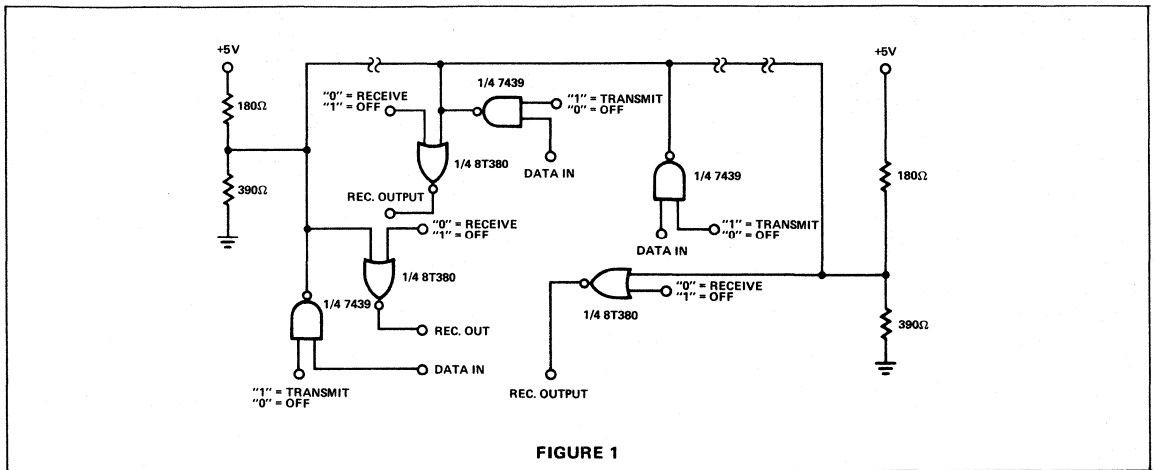 +5V
180Ω
390Ω
"0" = RECEIVE
"1" = OFF
1/4 7439
"1" = TRANSMIT
"0" = OFF
1/4 8T380
DATA IN
REC. OUTPUT
"0" = RECEIVE
"1" = OFF
1/4 8T380
1/4 7439
REC. OUT
DATA IN
"1" = TRANSMIT
"0" = OFF
1/4 7439
"1" = TRANSMIT
"0" = OFF
DATA IN
"0" = RECEIVE
"1" = OFF
1/4 8T380
REC. OUTPUT
+5V
180Ω
390Ω
FIGURE 1